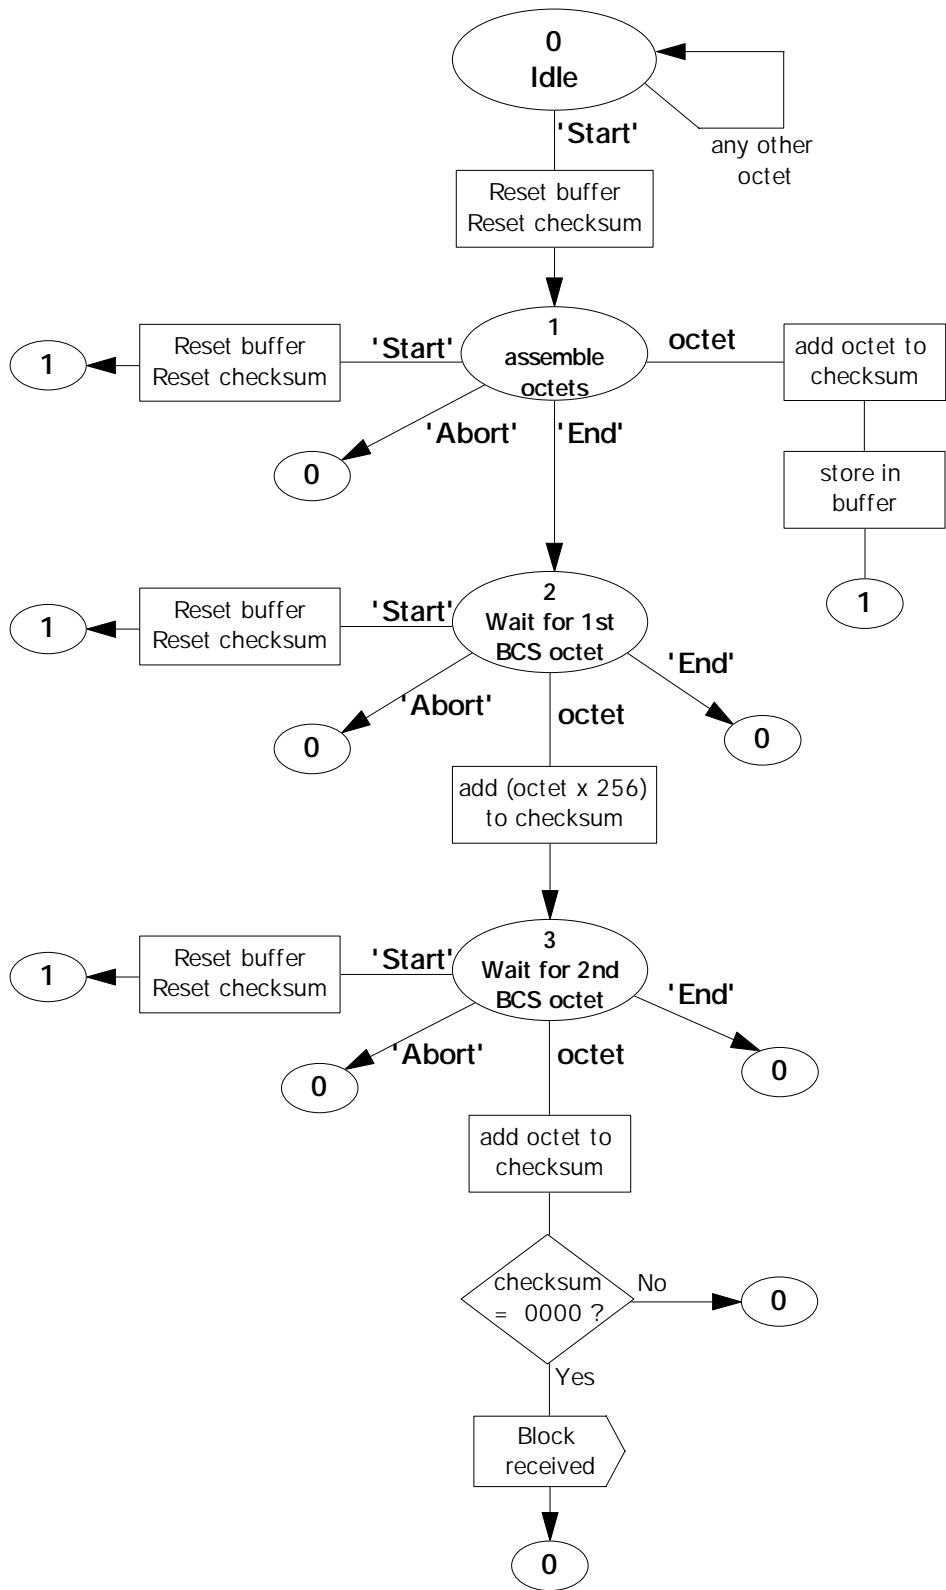 0
Idle
'Start'
any other
octet
Reset buffer
Reset checksum
1
Reset buffer
Reset checksum
'Start'
1
assemble
octets
octet
add octet to
checksum
'Abort'
'End'
0
store in
buffer
1
1
Reset buffer
Reset checksum
'Start'
2
Wait for 1st
BCS octet
'End'
'Abort'
octet
0
0
add (octet x 256)
to checksum
1
Reset buffer
Reset checksum
'Start'
3
Wait for 2nd
BCS octet
'End'
'Abort'
octet
0
0
add octet to
checksum
checksum
= 0000 ?
No
0
Yes
Block
received
0